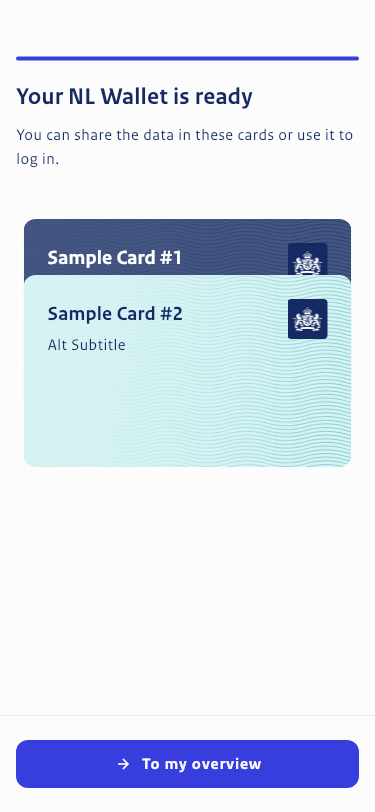 Your NL Wallet is ready
You can share the data in these cards or use it to
log in.
Sample Card #1
Sample Card #2
Alt Subtitle
To my overview